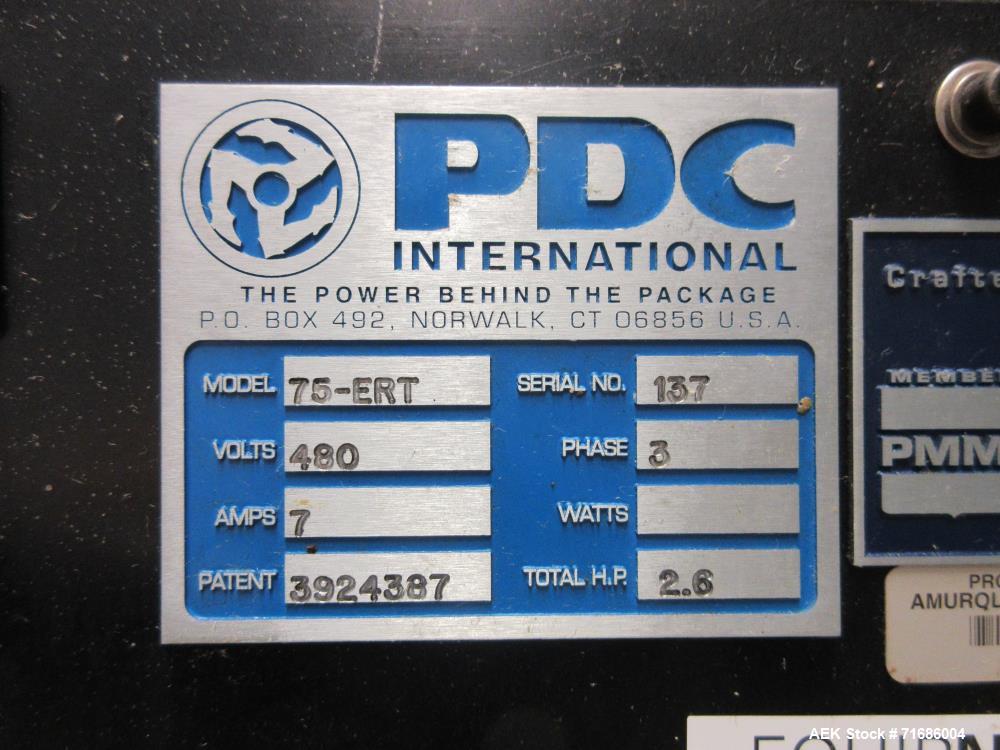 PDC
INTERNATIONAL
THE POWER BEHIND THE PACKAGE
P.O. BOX 492, NORWALK, CT 06856 U.S.A.
MODEL 75-ERT SERIAL NO. 137
VOLTS 480 PHASE 3
AMPS 7 WATTS
PATENT 3924387 TOTAL H.P. 2.6
AEK Stock # 71686004